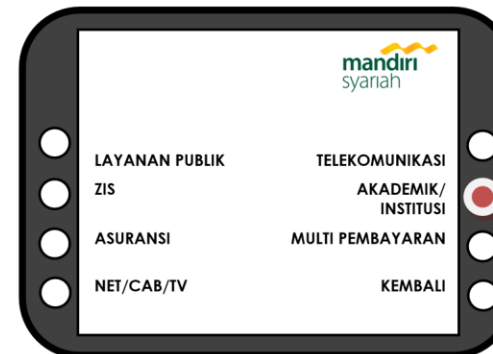 mandiri
syariah
LAYANAN PUBLIK
TELEKOMUNIKASI
ZIS
AKADEMIK/
INSTITUSI
ASURANSI
MULTI PEMBAYARAN
NET/CAB/TV
KEMBALI